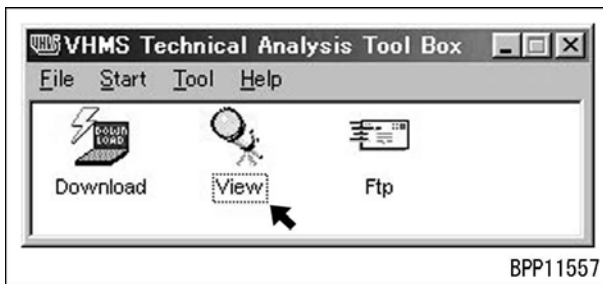 VHMS Technical Analysis Tool Box
File Start Tool Help
DOWN
LOAD
Download View Ftp
BPP11557